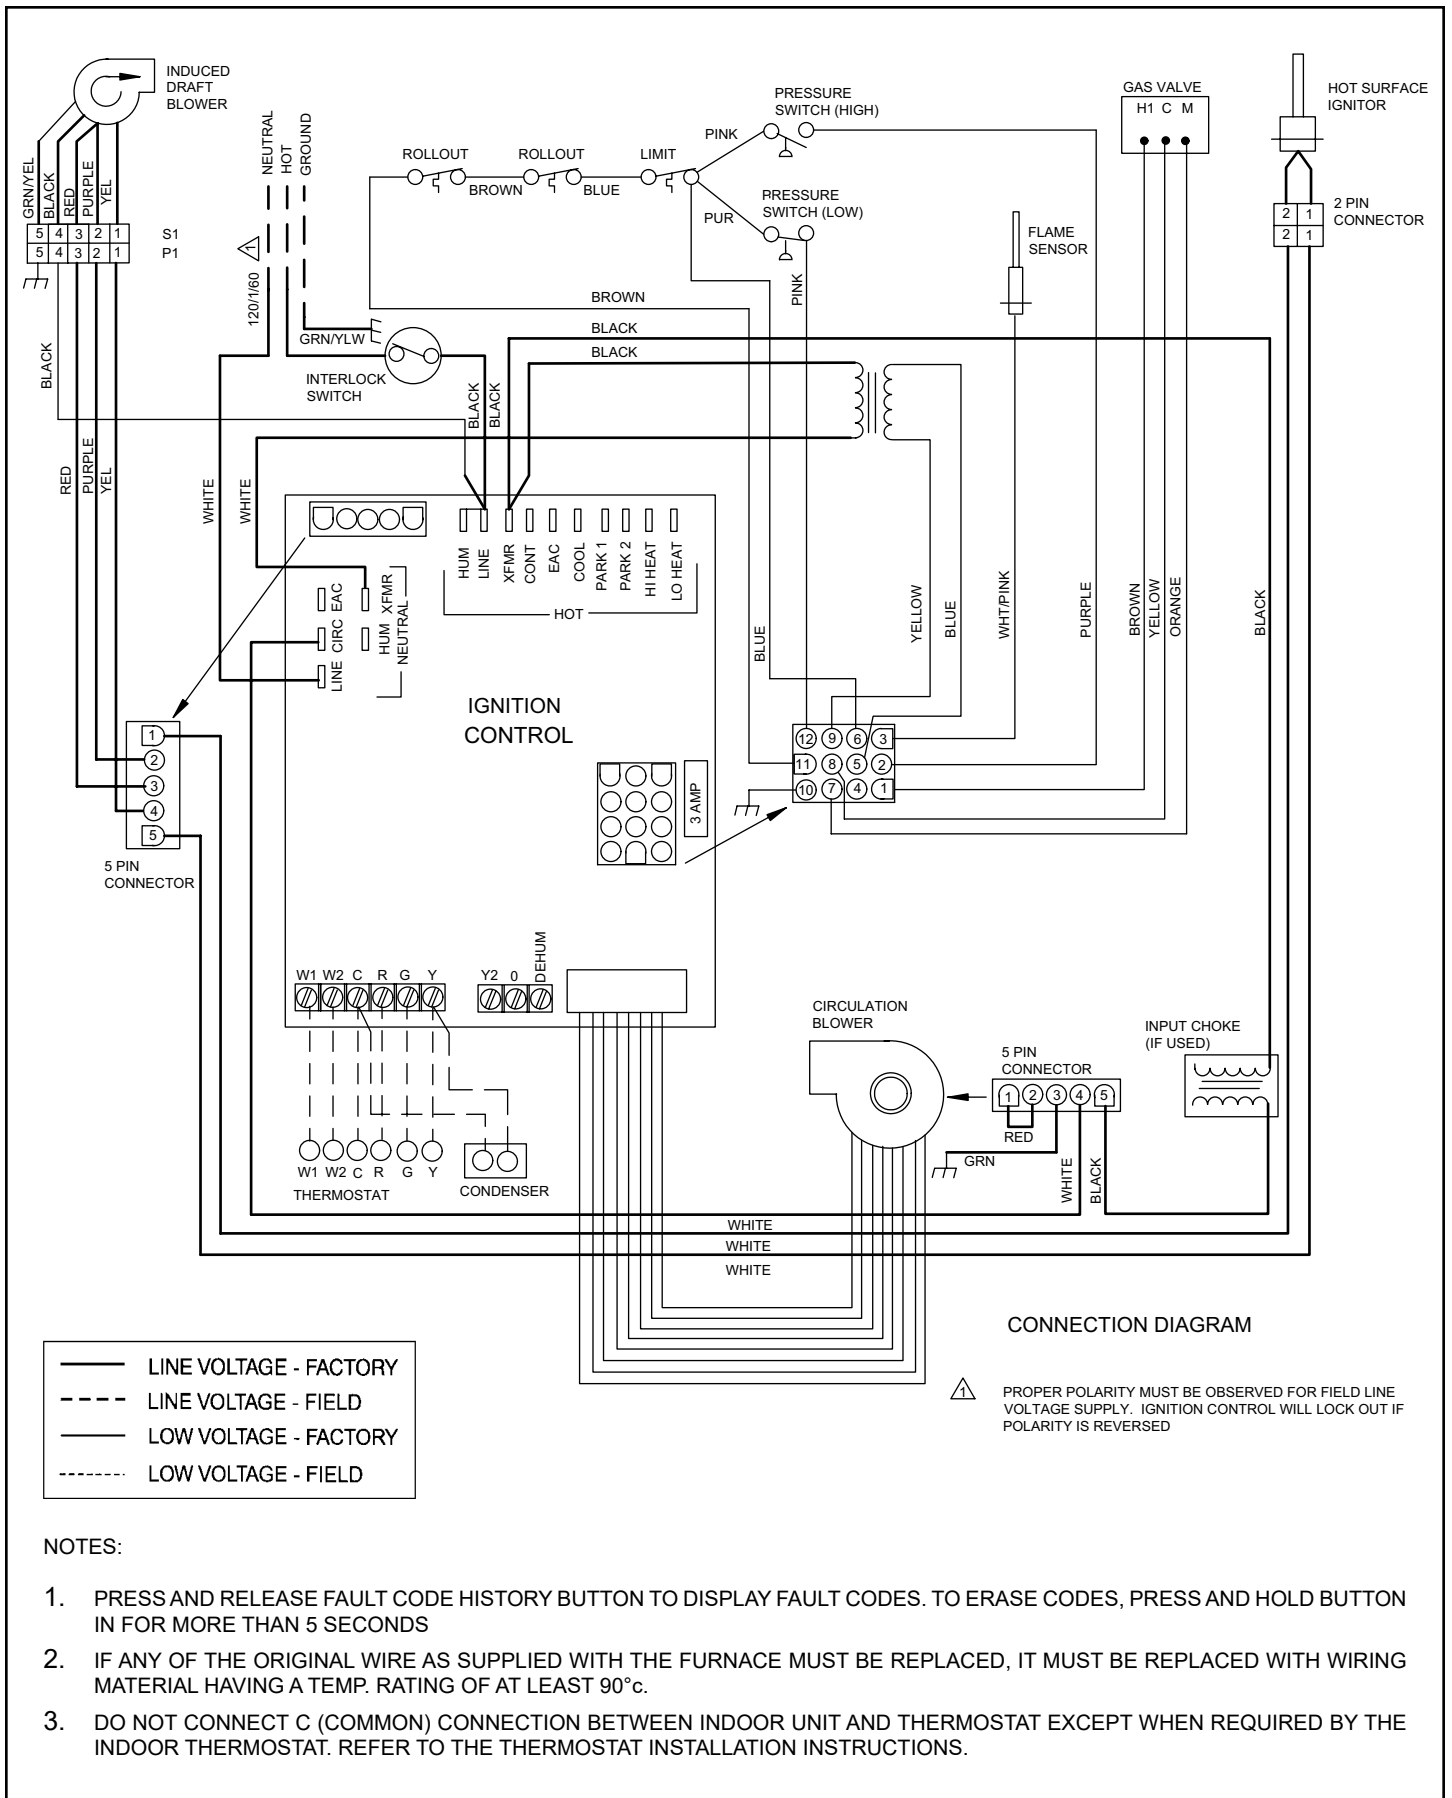 INDUCED
DRAFT
BLOWER
GRN/YEL
BLACK
RED
PURPLE
YEL
5 4 3 2 1
S1
5 4 3 2 1
P1
NEUTRAL
HOT
GROUND
120/1/60
1
GRN/YLW
INTERLOCK
SWITCH
ROLLOUT
BROWN
ROLLOUT
BLUE
LIMIT
PINK
PRESSURE
SWITCH (HIGH)
PUR
PRESSURE
SWITCH (LOW)
PINK
FLAME
SENSOR
GAS VALVE
H1 C M
HOT SURFACE
IGNITOR
2 1
2 1
2 PIN
CONNECTOR
BROWN
BLACK
BLACK
BLACK
BLACK
BLACK
RED
PURPLE
YEL
WHITE
WHITE
HUM
LINE
XFMR
CONT
EAC
COOL
PARK 1
PARK 2
HI HEAT
LO HEAT
HOT
EAC
XFMR
CIRC
HUM
NEUTRAL
LINE
IGNITION
CONTROL
3 AMP
BLUE
YELLOW
BLUE
WHT/PINK
PURPLE
BROWN
YELLOW
ORANGE
BLACK
12 9 6 3
11 8 5 2
10 7 4 1
1
2
3
4
5
5 PIN
CONNECTOR
W1 W2 C R G Y
Y2 0 DEHUM
W1 W2 C R G Y
THERMOSTAT
CONDENSER
CIRCULATION
BLOWER
5 PIN
CONNECTOR
1 2 3 4 5
RED
GRN
WHITE
BLACK
INPUT CHOKE
(IF USED)
WHITE
WHITE
WHITE
CONNECTION DIAGRAM
1 PROPER POLARITY MUST BE OBSERVED FOR FIELD LINE
VOLTAGE SUPPLY. IGNITION CONTROL WILL LOCK OUT IF
POLARITY IS REVERSED
LINE VOLTAGE - FACTORY
LINE VOLTAGE - FIELD
LOW VOLTAGE - FACTORY
LOW VOLTAGE - FIELD
NOTES:
1. PRESS AND RELEASE FAULT CODE HISTORY BUTTON TO DISPLAY FAULT CODES. TO ERASE CODES, PRESS AND HOLD BUTTON
IN FOR MORE THAN 5 SECONDS
2. IF ANY OF THE ORIGINAL WIRE AS SUPPLIED WITH THE FURNACE MUST BE REPLACED, IT MUST BE REPLACED WITH WIRING
MATERIAL HAVING A TEMP. RATING OF AT LEAST 90°c.
3. DO NOT CONNECT C (COMMON) CONNECTION BETWEEN INDOOR UNIT AND THERMOSTAT EXCEPT WHEN REQUIRED BY THE
INDOOR THERMOSTAT. REFER TO THE THERMOSTAT INSTALLATION INSTRUCTIONS.